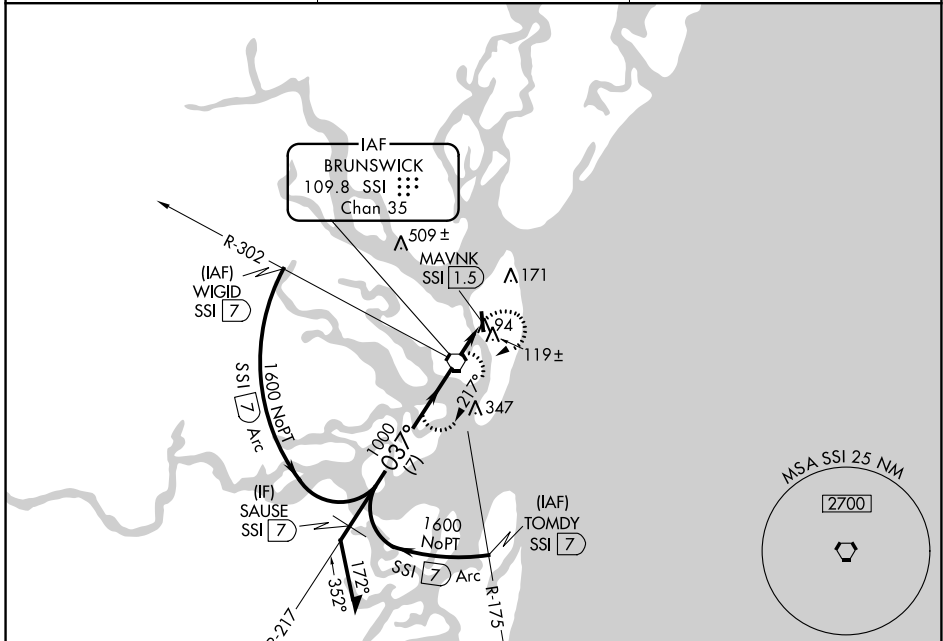 IAF
BRUNSWICK
109.8 SSI
Chan 35
R-302
509 ±
MAVNK
SSI 1.5
171
(IAF)
WIGID
SSI 7
94
119 ±
1600 NoPT
SSI 7 Arc
217°
347
1000
037°
(7)
(IF)
SAUSE
SSI 7
1600
NoPT
SSI 7 Arc
(IAF)
TOMDY
SSI 7
172°
352°
R-217
R-175
MSA SSI 25 NM
2700